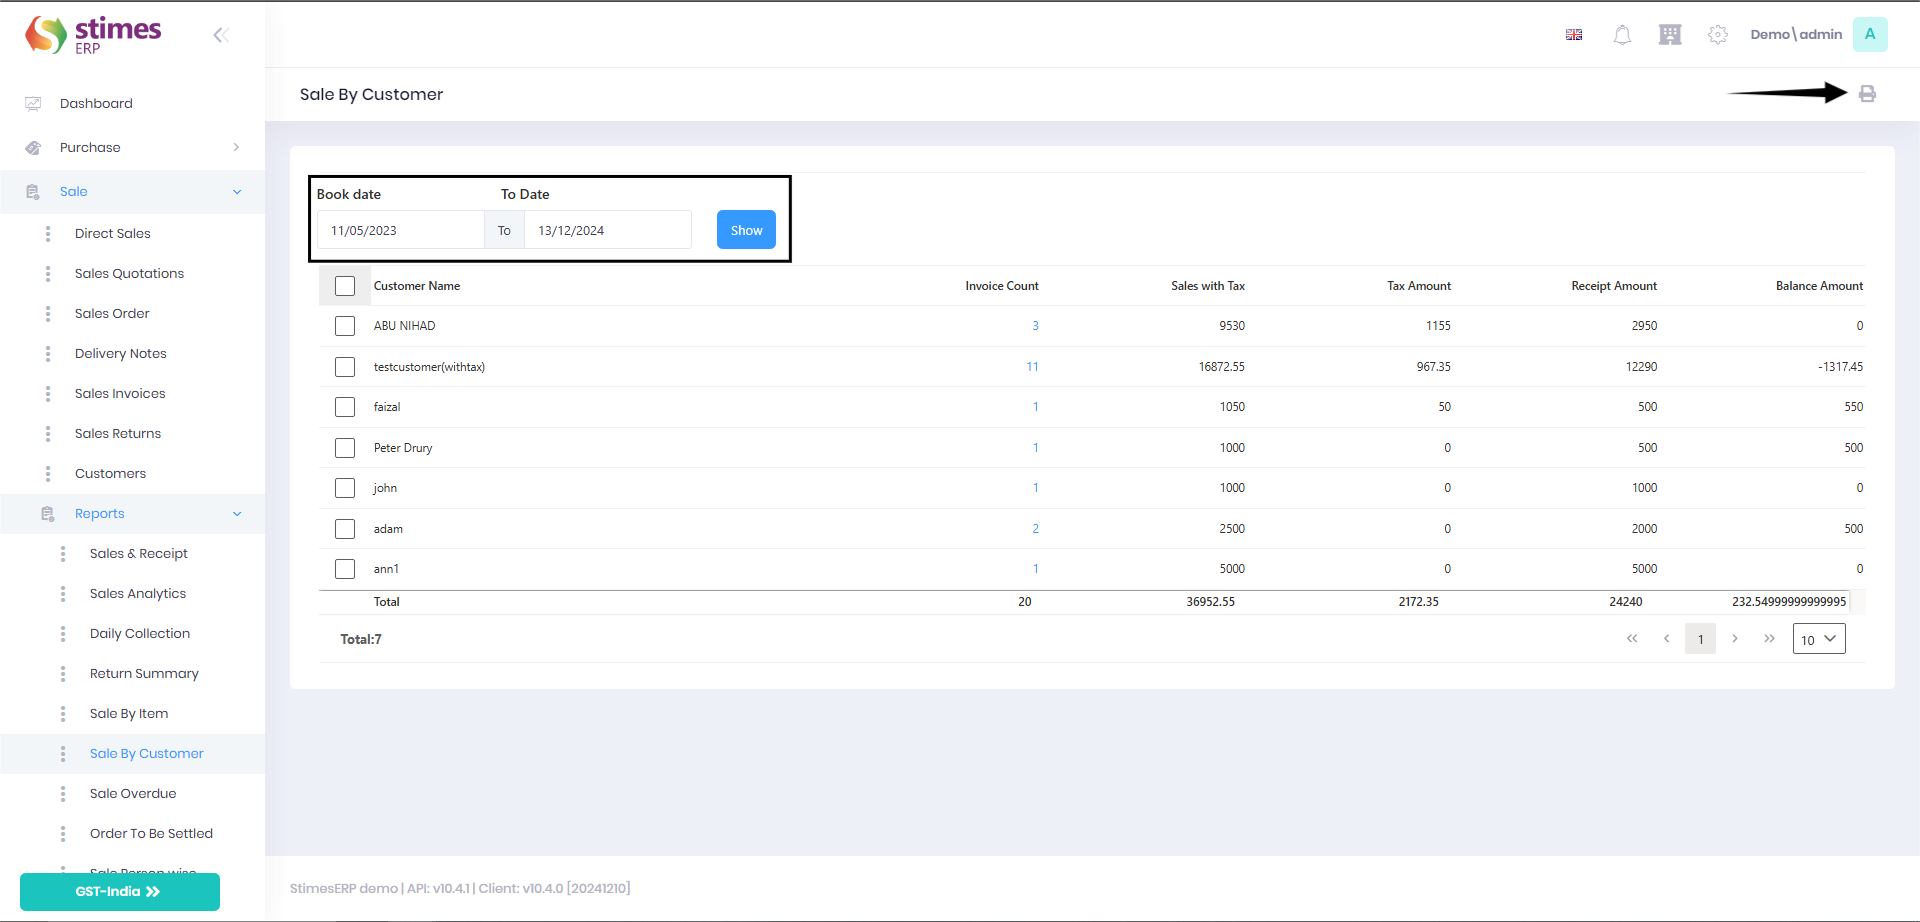 stimes
ERP
Demo\admin
A
Dashboard
Purchase
Sale
Direct Sales
Sales Quotations
Sales Order
Delivery Notes
Sales Invoices
Sales Returns
Customers
Reports
Sales & Receipt
Sales Analytics
Daily Collection
Return Summary
Sale By Item
Sale By Customer
Sale Overdue
Order To Be Settled
Sale Person wise
GST-India
Sale By Customer
Book date To Date
11/05/2023 To 13/12/2024 Show
Customer Name Invoice Count Sales with Tax Tax Amount Receipt Amount Balance Amount
ABU NIHAD 3 9530 1155 2950 0
testcustomer(withtax) 11 16872.55 967.35 12290 -1317.45
faizal 1 1050 50 500 550
Peter Drury 1 1000 0 500 500
john 1 1000 0 1000 0
adam 2 2500 0 2000 500
ann1 1 5000 0 5000 0
Total 20 36952.55 2172.35 24240 232.54999999999995
Total:7 1 10
StimesERP demo | API: v10.4.1 | Client: v10.4.0 [20241210]